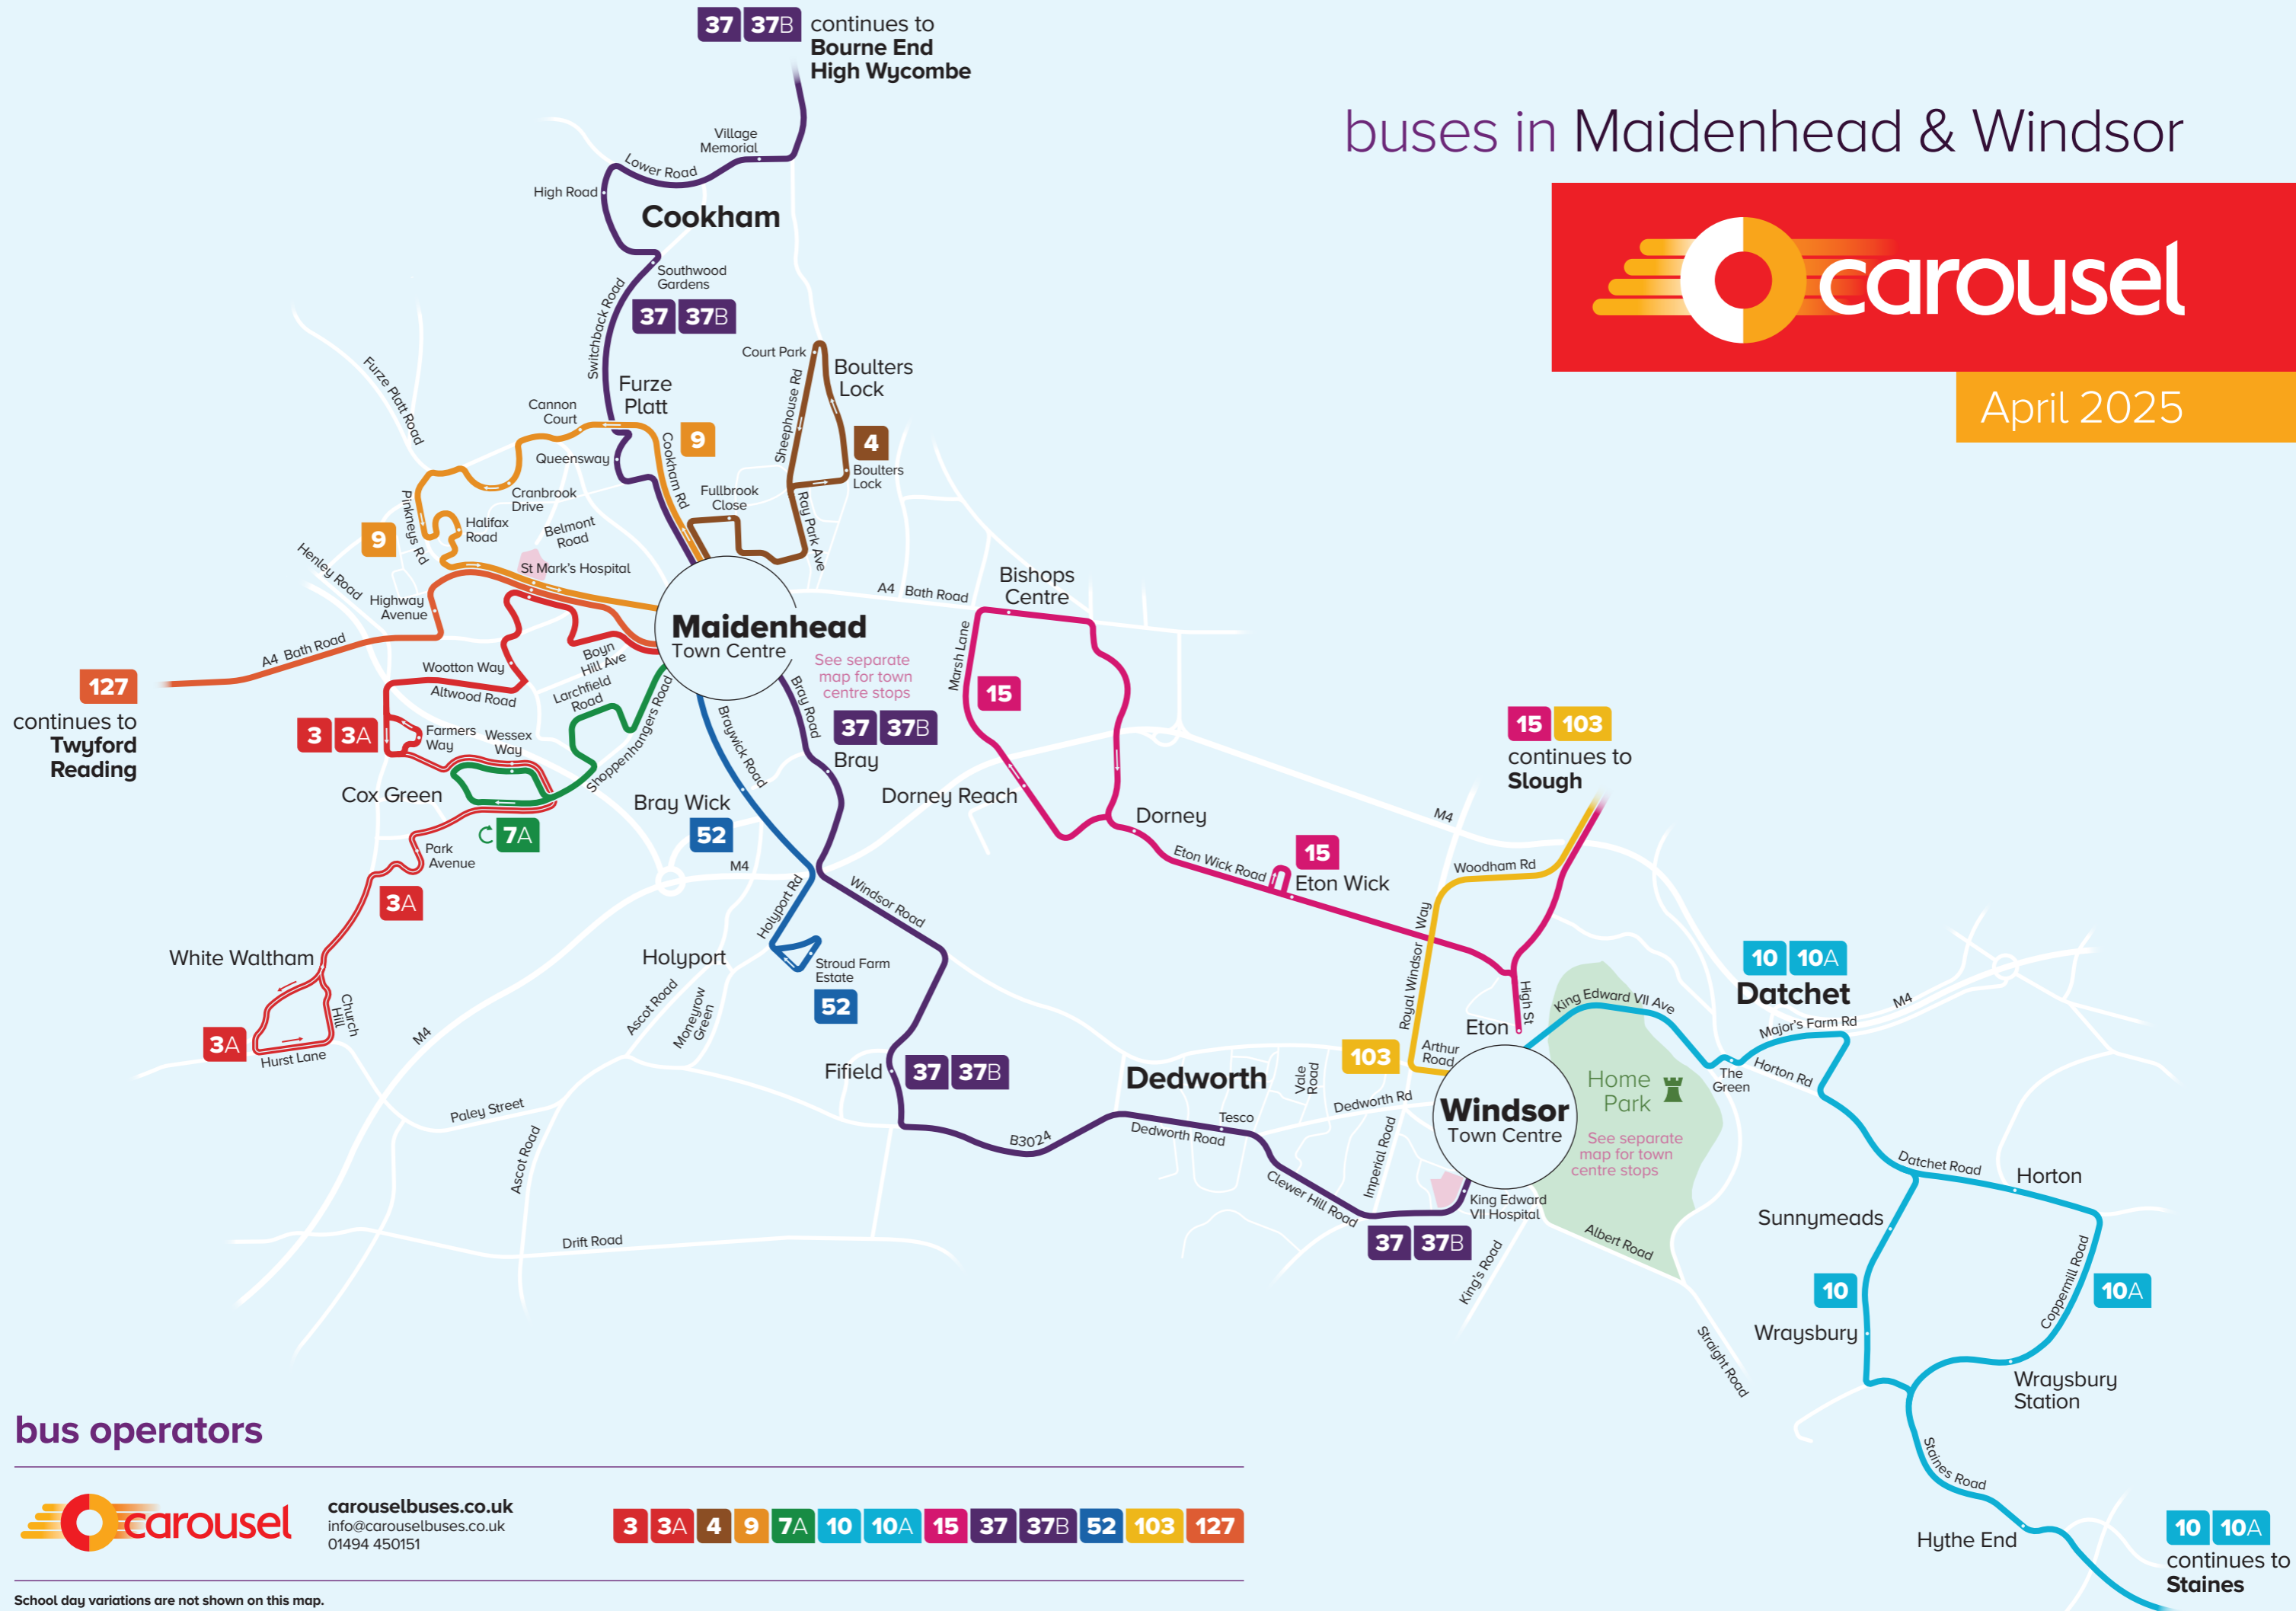 37 37B continues to
Bourne End
High Wycombe
buses in Maidenhead & Windsor
carousel
April 2025
Village
Memorial
Lower Road
High Road
Cookham
Southwood
Gardens
37 37B
Switchback Road
Furze Platt Road
Court Park
Boulters
Lock
Sheephouse Rd
Furze
Platt
Cannon
Court
9
4
Cookham Rd
Queensway
Boulters
Lock
Cranbrook
Drive
Fullbrook
Close
Ray Park Ave
Pinkneys Rd
Halifax
Road
Belmont
Road
9
Henley Road
St Mark's Hospital
Highway
Avenue
A4 Bath Road
Bishops
Centre
Maidenhead
Town Centre
See separate
map for town
centre stops
A4 Bath Road
Boyn
Hill Ave
Wootton Way
Altwood Road
Larchfield
Road
Marsh Lane
15
127
continues to
Twyford
Reading
3 3A
Farmers
Way
Wessex
Way
Shoppenhangers Road
Braywick Road
Bray Road
37 37B
Bray
15 103
continues to
Slough
Cox Green
Bray Wick
52
Dorney Reach
Dorney
M4
7A
Park
Avenue
M4
15
Eton Wick Road
Eton Wick
Woodham Rd
3A
Holyport Rd
Windsor Road
Royal Windsor Way
White Waltham
Holyport
Stroud Farm
Estate
52
10 10A
Datchet
M4
Church
Hill
Ascot Road
Moneyrow
Green
High St
King Edward VII Ave
Major's Farm Rd
3A
Hurst Lane
M4
Eton
103
Arthur
Road
The
Green
Horton Rd
Fifield
37 37B
Dedworth
Vale
Road
Home
Park
Paley Street
Dedworth Rd
Windsor
Town Centre
See separate
map for town
centre stops
Tesco
Dedworth Road
B3024
Ascot Road
Imperial Road
Clewer Hill Road
King Edward
VII Hospital
Datchet Road
Horton
Sunnymeads
37 37B
Drift Road
King's Road
Albert Road
10
Coppermill Road
10A
Wraysbury
Straight Road
Wraysbury
Station
Staines Road
Hythe End
10 10A
continues to
Staines
bus operators
carousel
carouselbuses.co.uk
info@carouselbuses.co.uk
01494 450151
3 3A 4 9 7A 10 10A 15 37 37B 52 103 127
School day variations are not shown on this map.